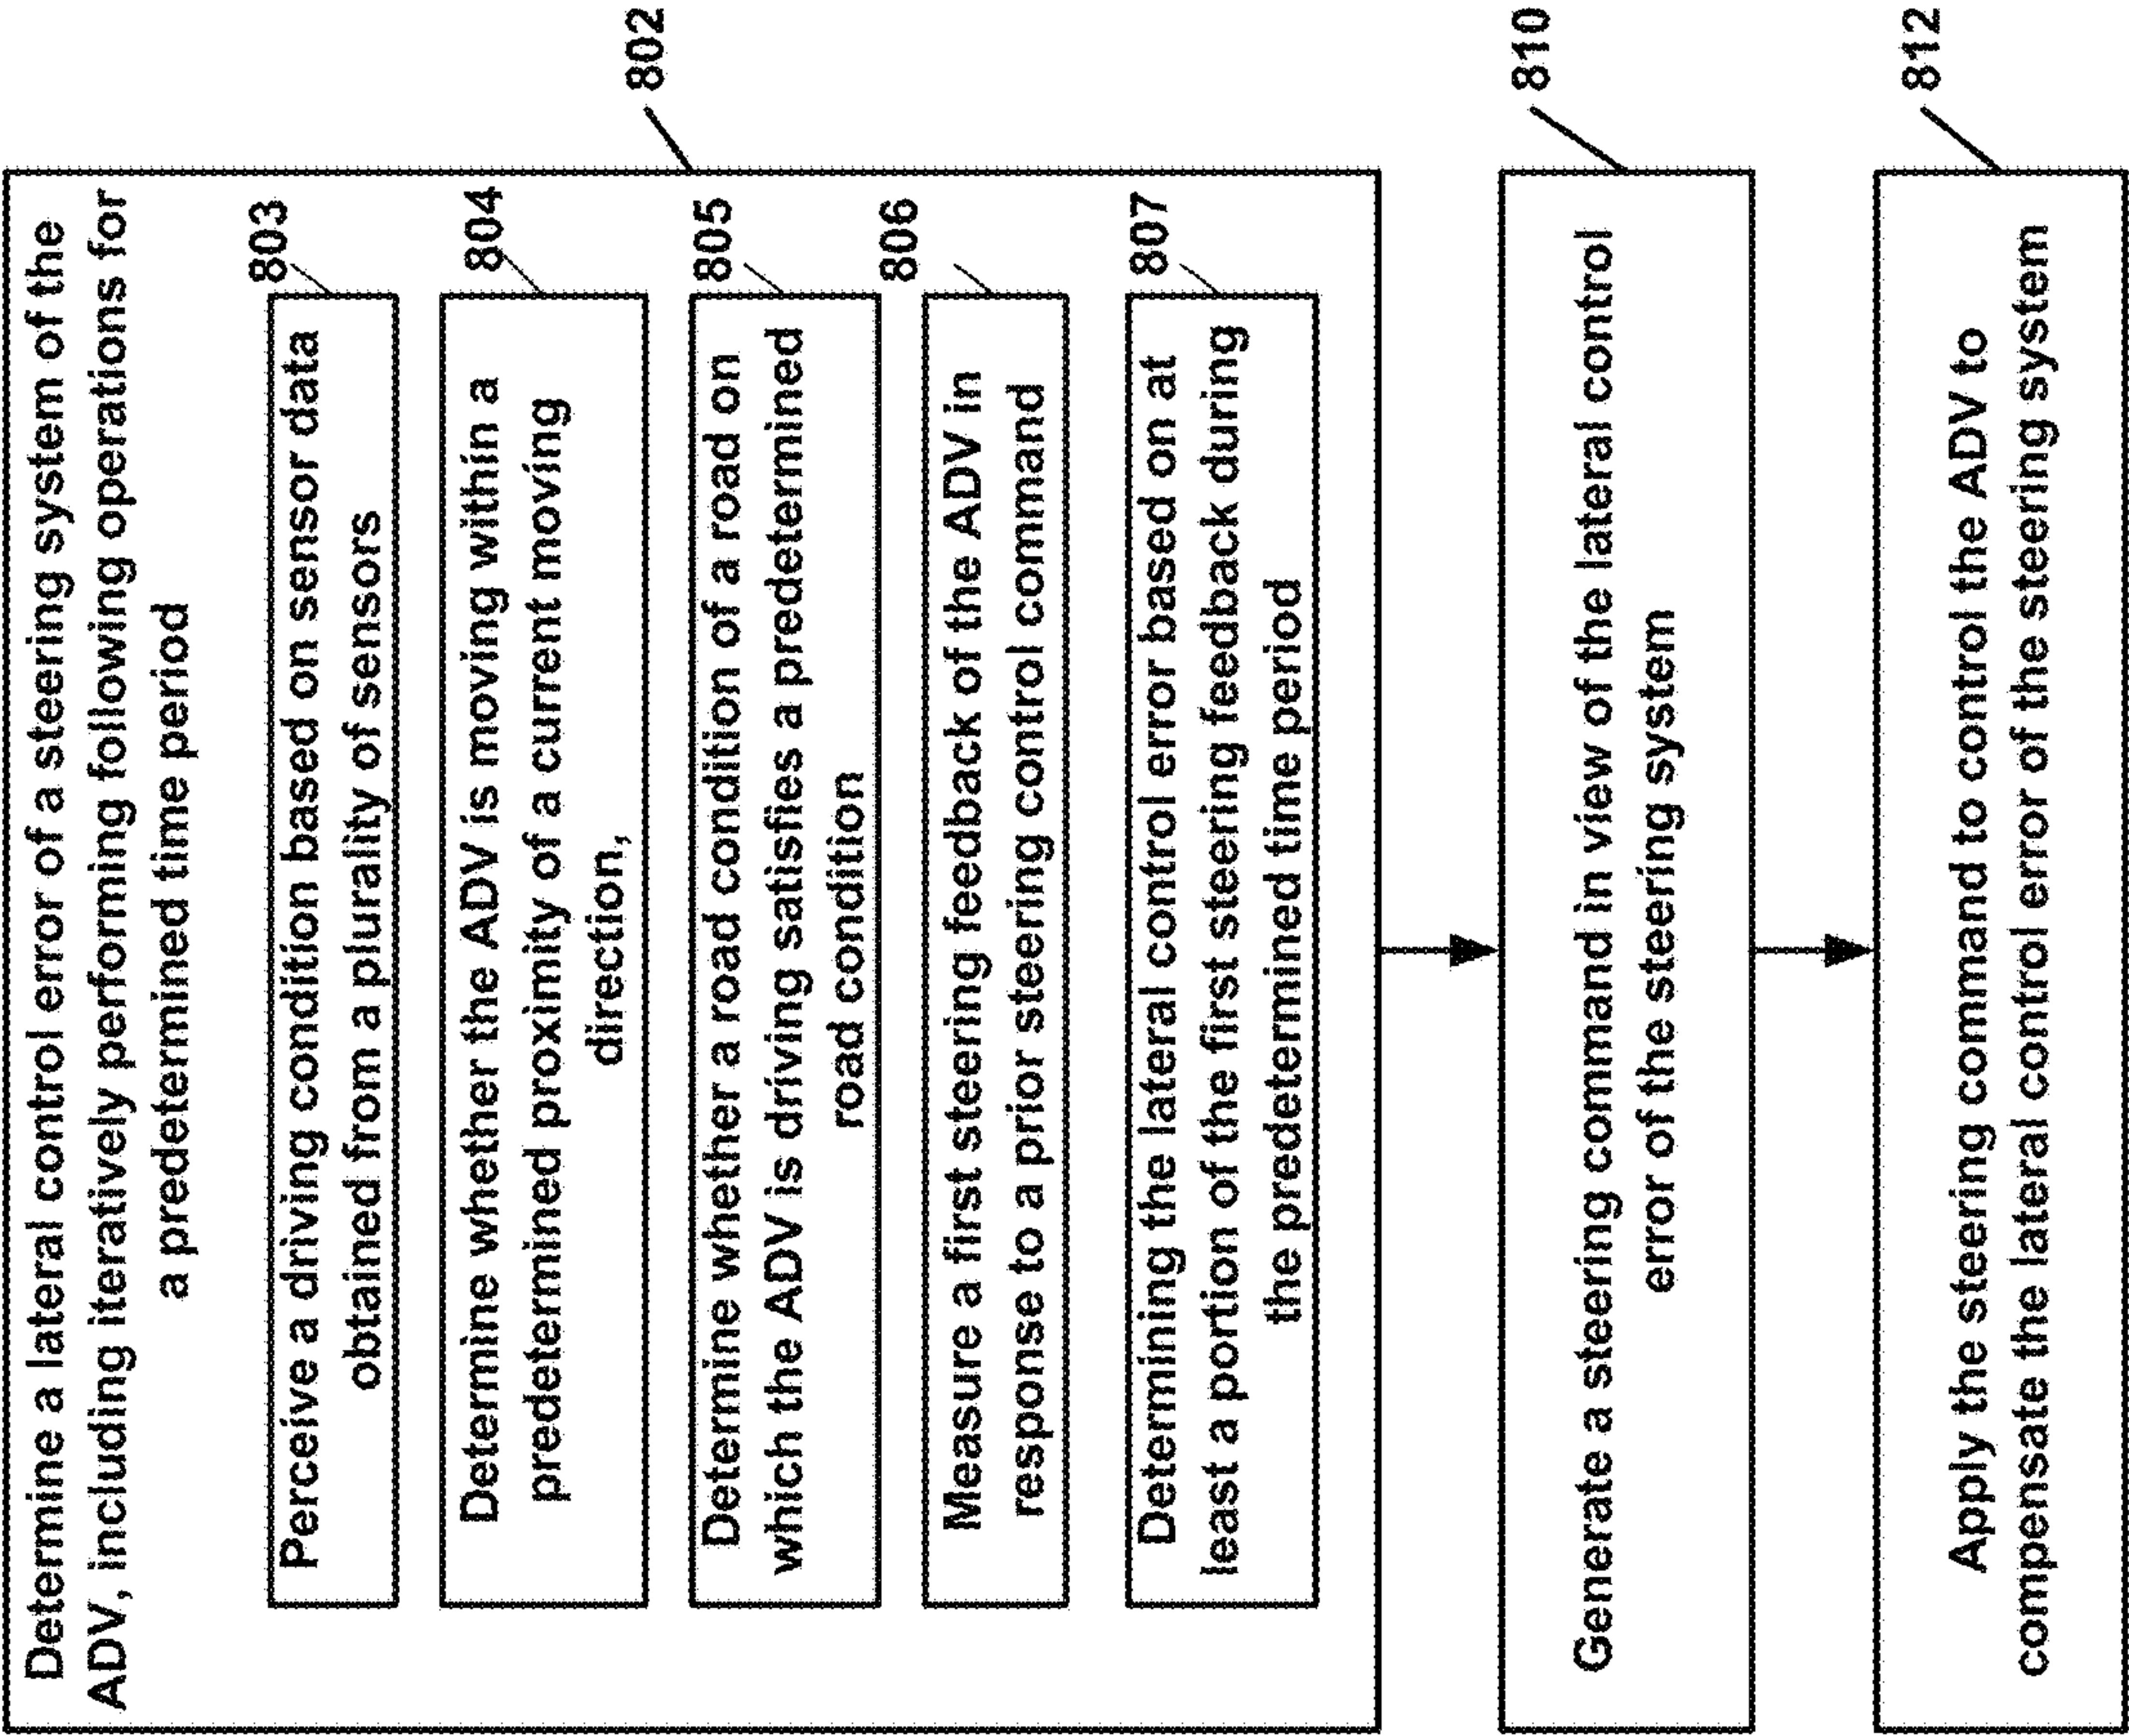 Determine a lateral control error of a steering system of the
ADV, including iteratively performing following operations for
a predetermined time period
802
803
Perceive a driving condition based on sensor data
obtained from a plurality of sensors
804
Determine whether the ADV is moving within a
predetermined proximity of a current moving
direction,
805
Determine whether a road condition of a road on
which the ADV is driving satisfies a predetermined
road condition
806
Measure a first steering feedback of the ADV in
response to a prior steering control command
807
Determining the lateral control error based on at
least a portion of the first steering feedback during
the predetermined time period
810
Generate a steering command in view of the lateral control
error of the steering system
812
Apply the steering command to control the ADV to
compensate the lateral control error of the steering system